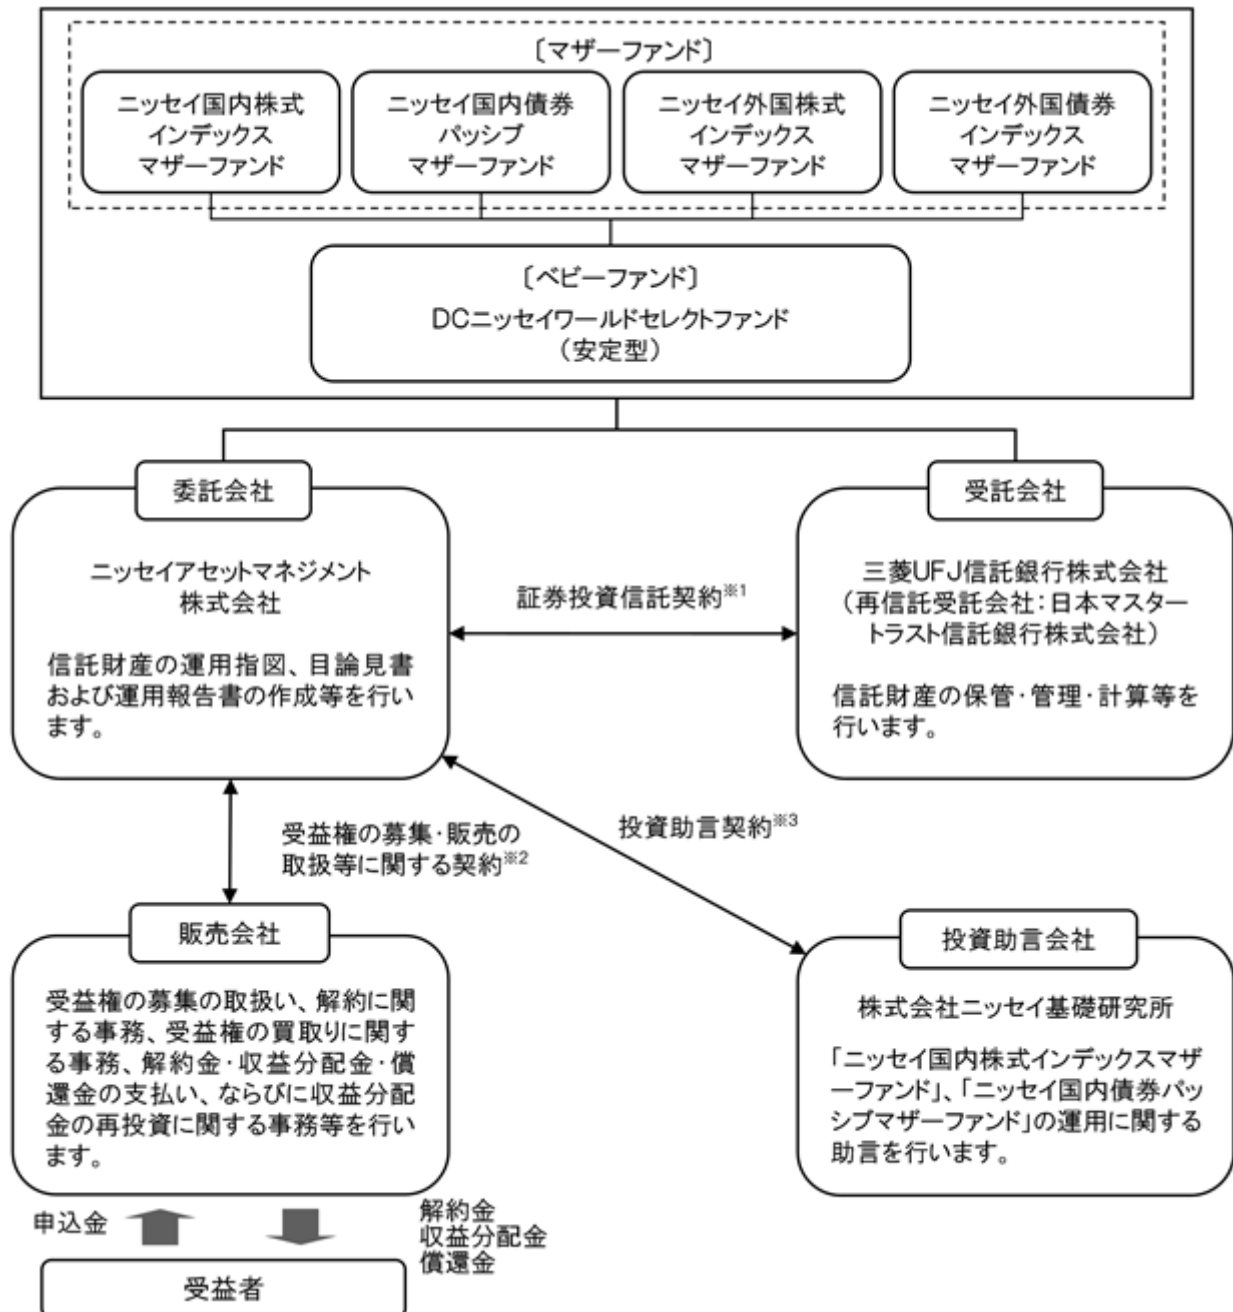 〔マザーファンド〕
ニッセイ国内株式
インデックス
マザーファンド
ニッセイ国内債券
パッシブ
マザーファンド
ニッセイ外国株式
インデックス
マザーファンド
ニッセイ外国債券
インデックス
マザーファンド
〔ベビーファンド〕
DCニッセイワールドセレクトファンド
（安定型）
委託会社
ニッセイアセットマネジメント
株式会社
信託財産の運用指図、目論見書
および運用報告書の作成等を行い
ます。
証券投資信託契約※1
受託会社
三菱UFJ信託銀行株式会社
（再信託受託会社：日本マスター
トラスト信託銀行株式会社）
信託財産の保管・管理・計算等を
行います。
受益権の募集・販売の
取扱等に関する契約※2
投資助言契約※3
販売会社
受益権の募集の取扱い、解約に関
する事務、受益権の買取りに関す
る事務、解約金・収益分配金・償
還金の支払い、ならびに収益分配
金の再投資に関する事務等を行い
ます。
投資助言会社
株式会社ニッセイ基礎研究所
「ニッセイ国内株式インデックスマザ
ーファンド」、「ニッセイ国内債券パッ
シブマザーファンド」の運用に関する
助言を行います。
申込金
解約金
収益分配金
償還金
受益者